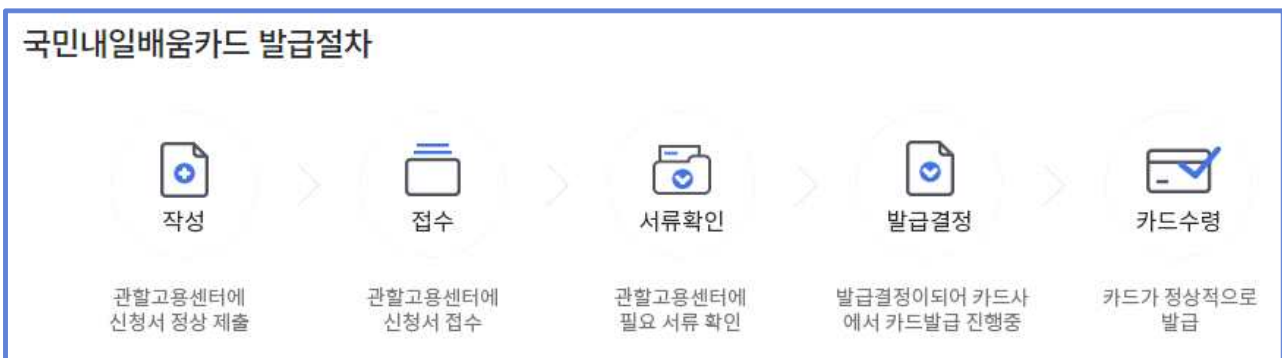 국민내일배움카드 발급절차
작성
접수
서류확인
발급결정
카드수령
관할고용센터에
신청서 정상 제출
관할고용센터에
신청서 접수
관할고용센터에
필요 서류 확인
발급결정이되어 카드사
에서 카드발급 진행중
카드가 정상적으로
발급